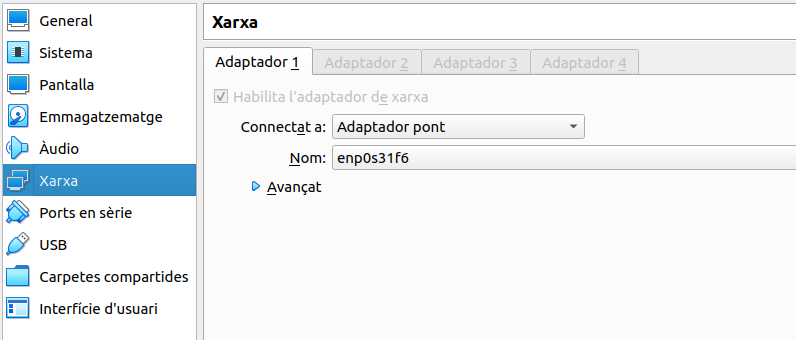 General
Sistema
Pantalla
Emmagatzematge
Àudio
Xarxa
Ports en sèrie
USB
Carpetes compartides
Interfície d'usuari
Xarxa
Adaptador 1 Adaptador 2 Adaptador 3 Adaptador 4
Habilita l'adaptador de xarxa
Connectat a: Adaptador pont
Nom: enp0s31f6
Avançat